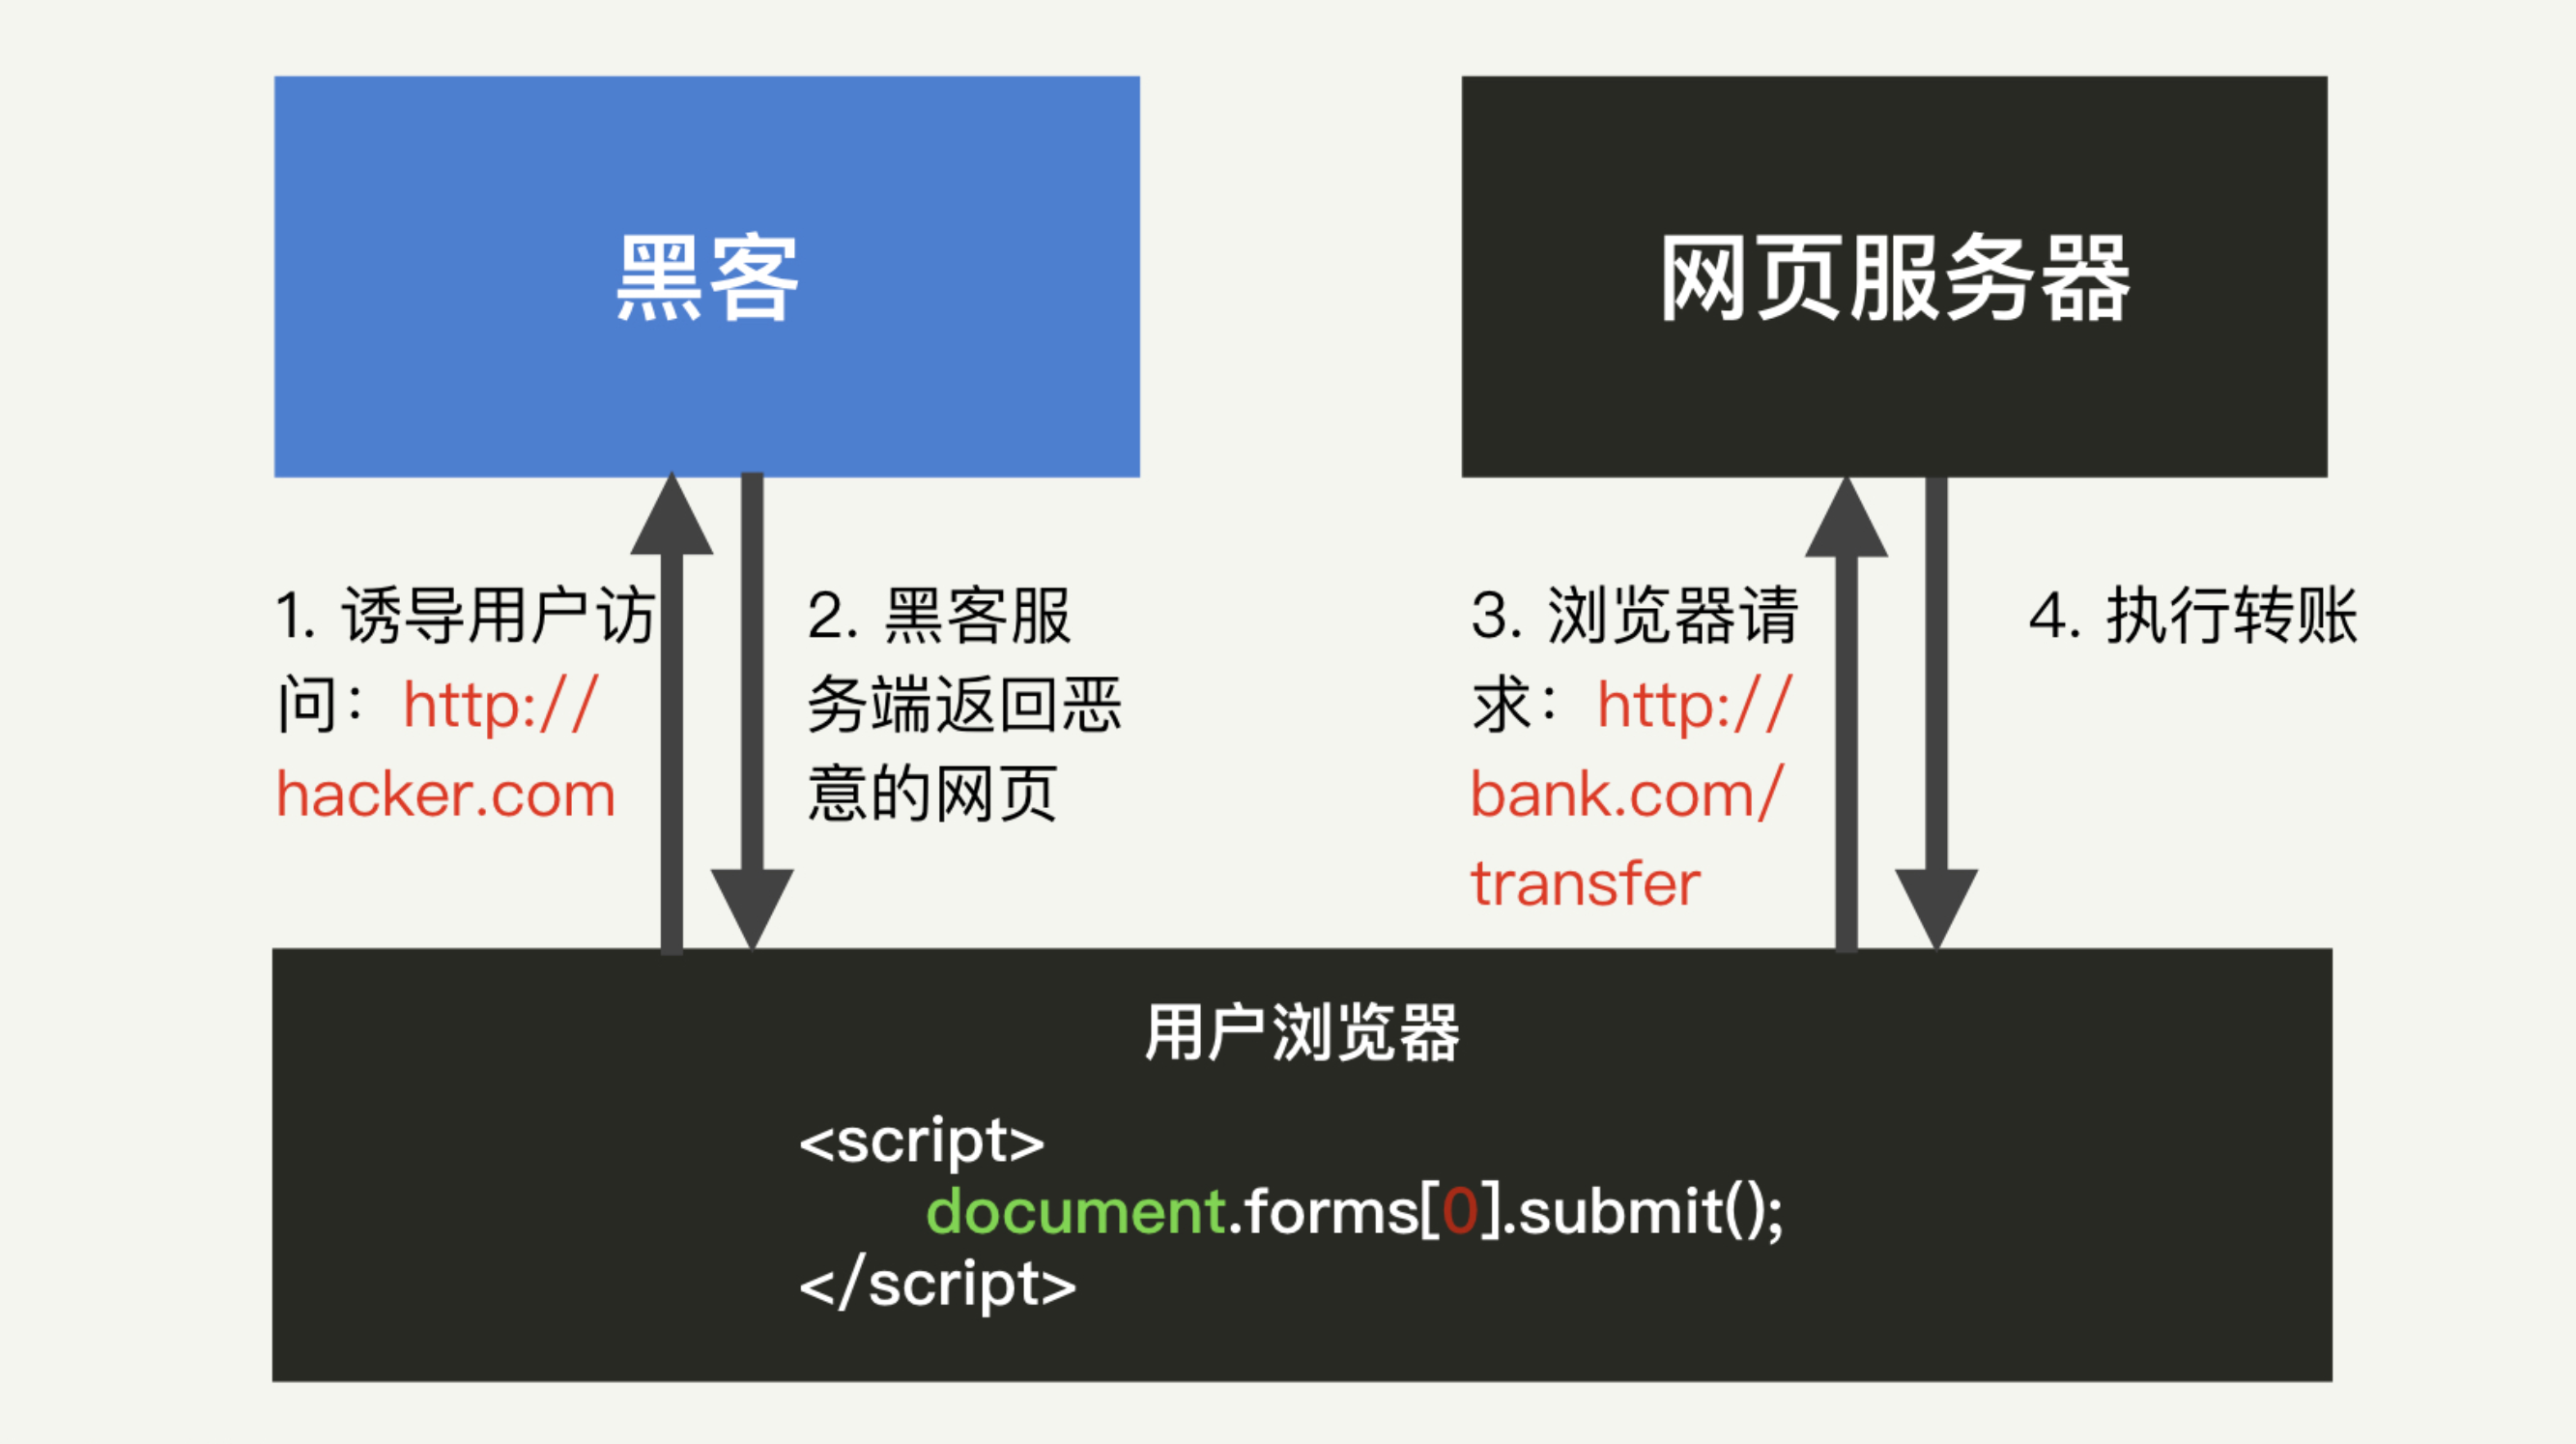 黑客
网页服务器
1. 诱导用户访
问：http://
hacker.com
2. 黑客服
务端返回恶
意的网页
3. 浏览器请
求：http://
bank.com/
transfer
4. 执行转账
用户浏览器
<script>
document.forms[0].submit();
</script>